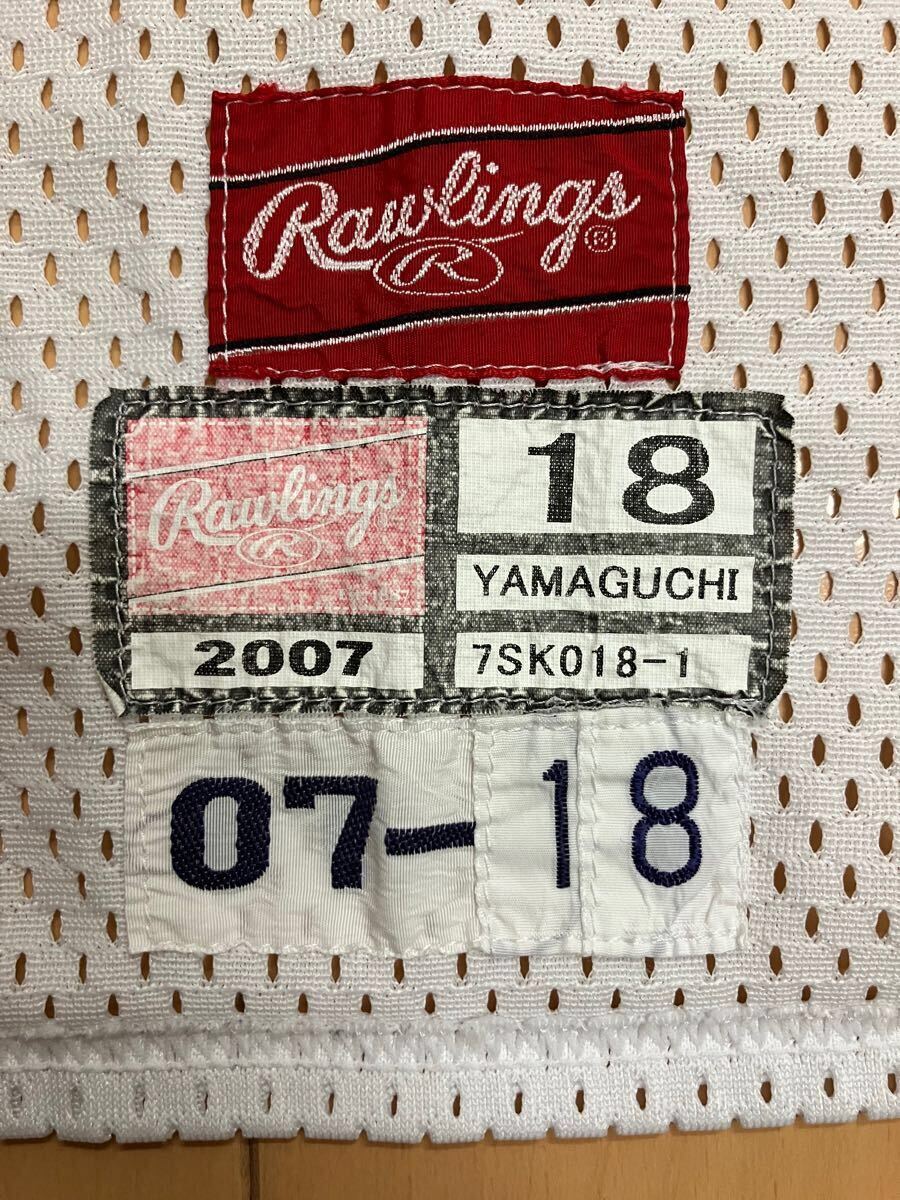 Rawlings ®
R
Rawlings
R
18
YAMAGUCHI
2007
7SK018-1
07-18